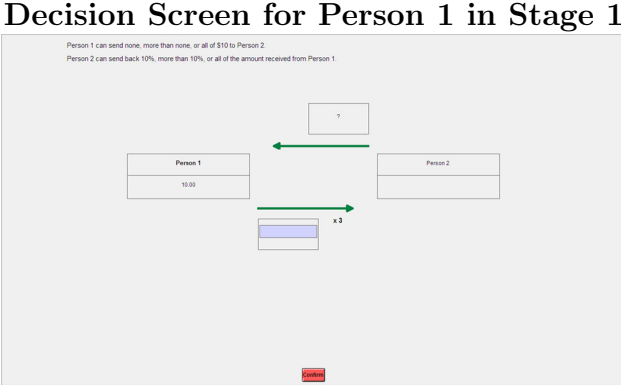 Decision Screen for Person 1 in Stage 1
Person 1 can send none, more than none, or all of $10 to Person 2.
Person 2 can send back 10%, more than 10%, or all of the amount received from Person 1.
?
Person 1
Person 2
10.00
x 3
Confirm